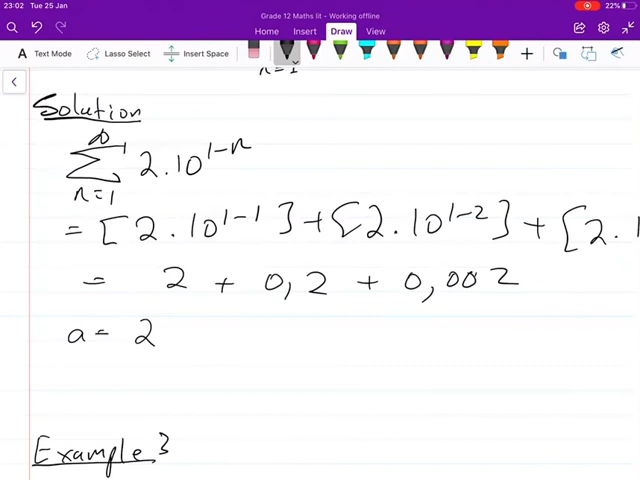 23:02 Tue 25 Jan
22%
Grade 12 Maths lit - Working offline
Home Insert Draw View
Text Mode Lasso Select Insert Space
n=1
Solution
∞
∑ 2.10^{1-n}
n=1
= [2.10^{1-1}] + [2.10^{1-2}] + [2.1
= 2 + 0,2 + 0,002
a = 2
Example 3